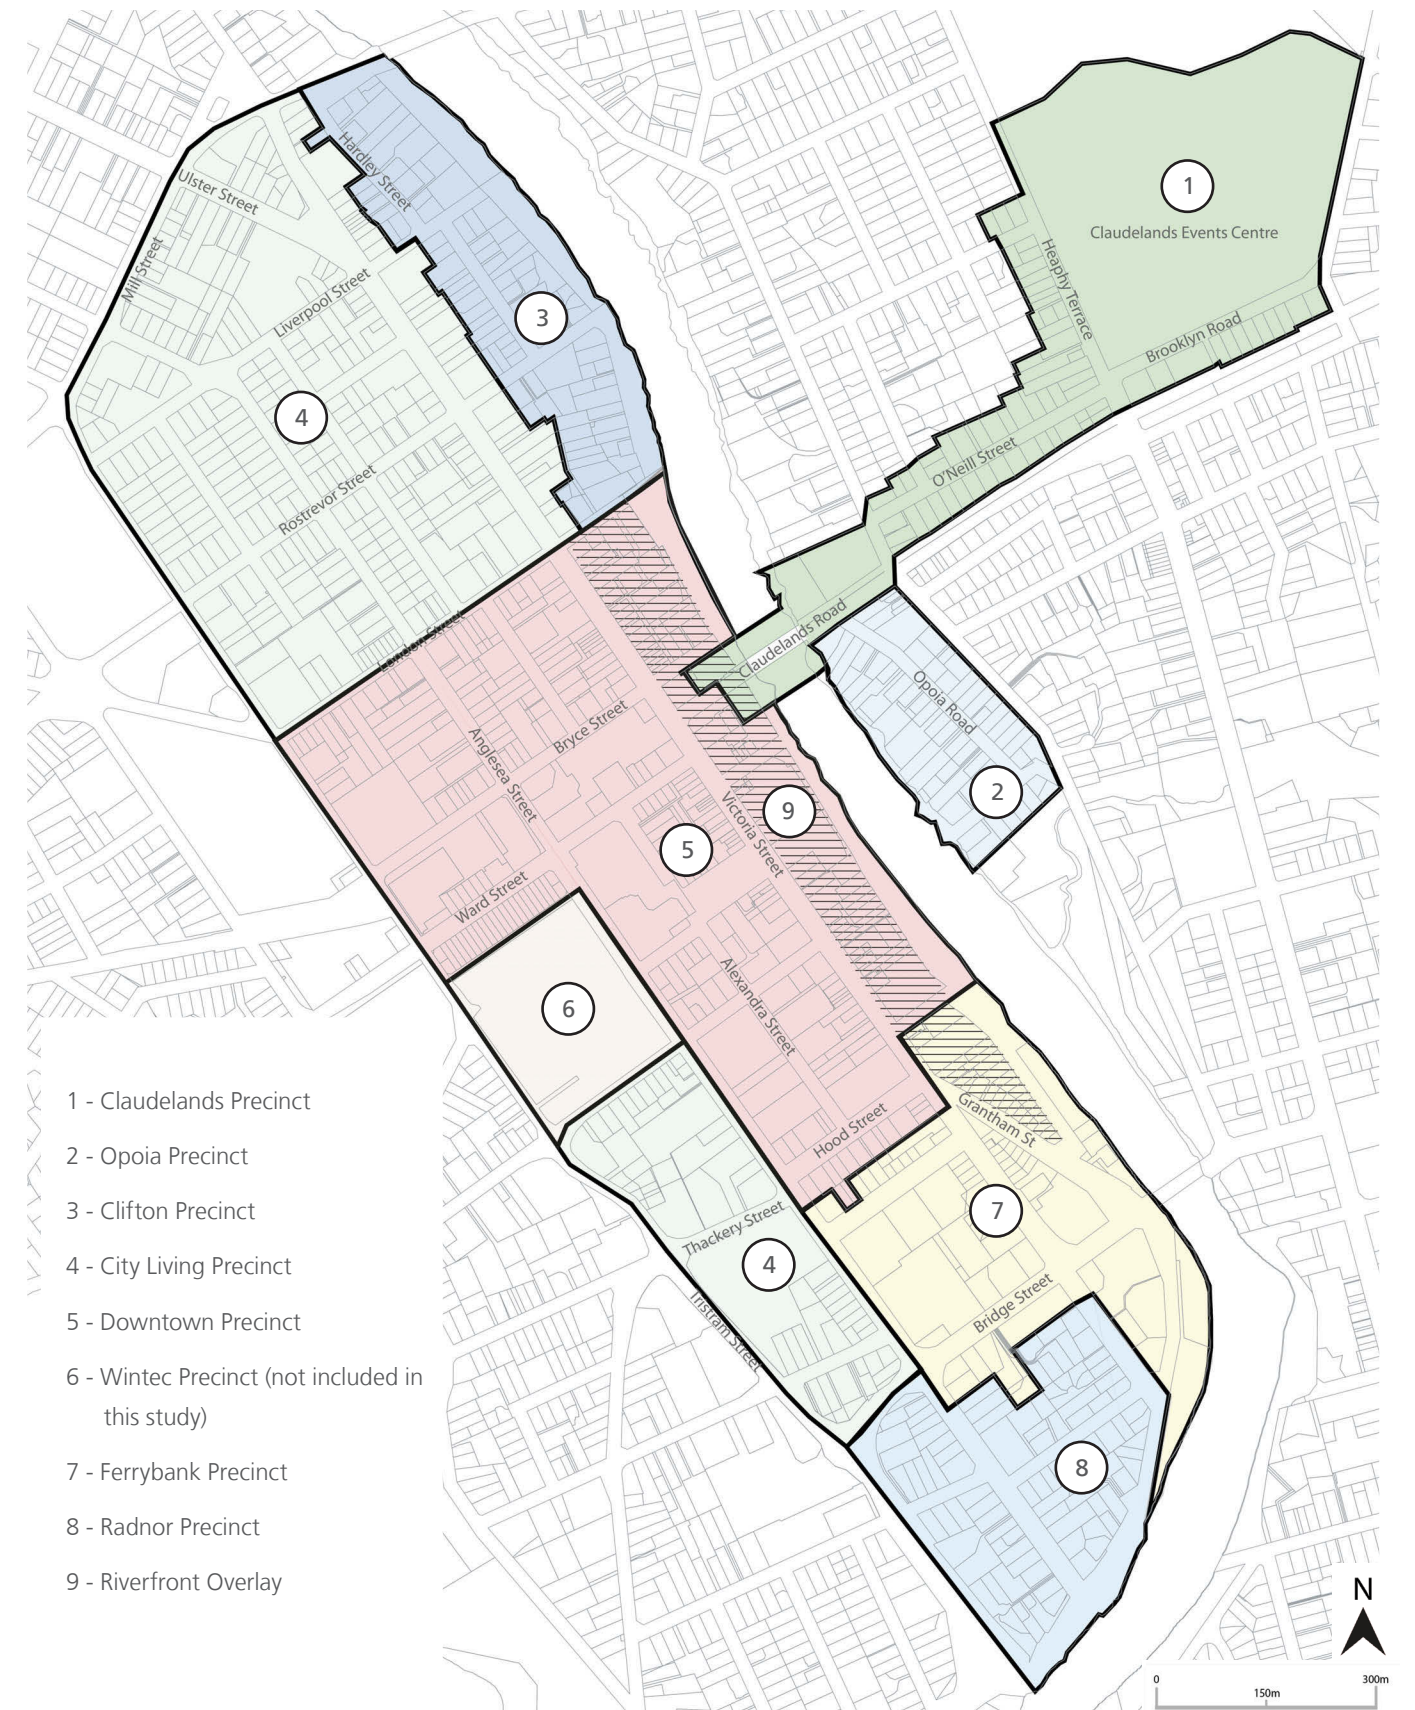 Hardley Street
Ulster Street
Mill Street
Liverpool Street
3
4
Rostrevor Street
London Street
1
Claudelands Events Centre
Heaphy Terrace
Brooklyn Road
O'Neill Street
Claudelands Road
Opoia Road
2
Bryce Street
Anglesea Street
Victoria Street
9
5
Ward Street
6
Alexandra Street
Hood Street
Grantham St
7
Thackery Street
4
Tristram Street
Bridge Street
8
1 - Claudelands Precinct
2 - Opoia Precinct
3 - Clifton Precinct
4 - City Living Precinct
5 - Downtown Precinct
6 - Wintec Precinct (not included in
this study)
7 - Ferrybank Precinct
8 - Radnor Precinct
9 - Riverfront Overlay
N
0
150m
300m